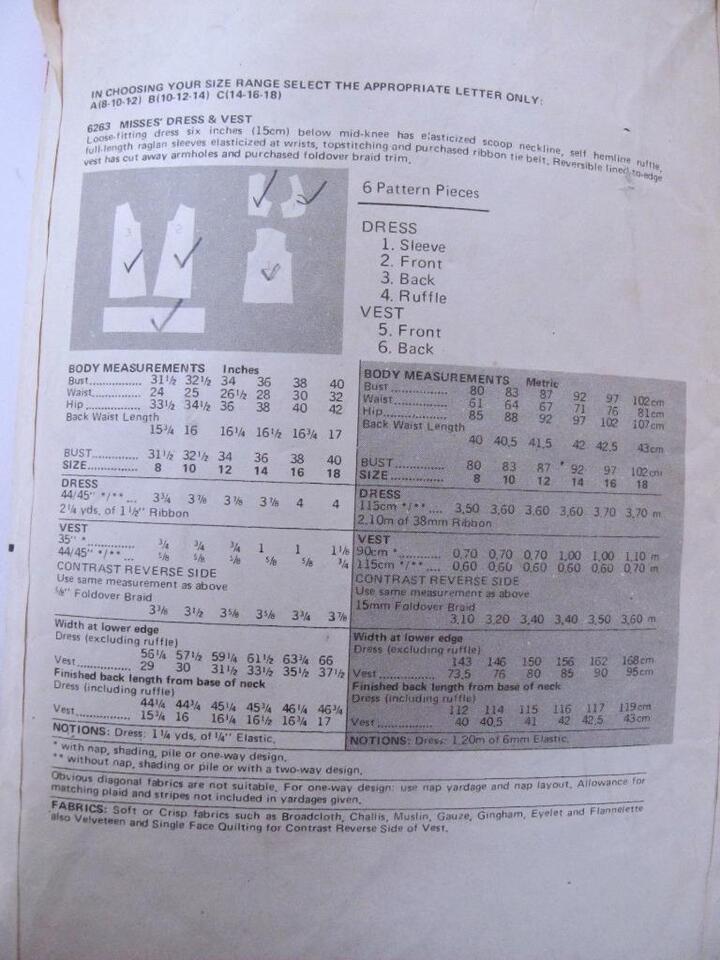 IN CHOOSING YOUR SIZE RANGE SELECT THE APPROPRIATE LETTER ONLY:
A(8-10-12) B(10-12-14) C(14-16-18)
6263 MISSES' DRESS & VEST
Loose-fitting dress six inches (15cm) below mid-knee has elasticized scoop neckline, self hemline ruffle,
full-length raglan sleeves elasticized at wrists, topstitching and purchased ribbon tie belt. Reversible lined to-edge
vest has cut away armholes and purchased foldover braid trim.
3 2
6 Pattern Pieces
DRESS
1. Sleeve
2. Front
3. Back
4. Ruffle
VEST
5. Front
6. Back
BODY MEASUREMENTS Inches
Bust................ 31½ 32½ 34 36 38 40
Waist............... 24 25 26½ 28 30 32
Hip ................. 33½ 34½ 36 38 40 42
Back Waist Length
15¾ 16 16¼ 16½ 16¾ 17
BUST................ 31½ 32½ 34 36 38 40
SIZE................ 8 10 12 14 16 18
DRESS
44/45" */** ... 3¾ 3⅞ 3⅞ 3⅞ 4 4
2¼ yds. of 1½" Ribbon
VEST
35" * ............... ¾ ¾ ¾ 1 1 1⅛
44/45" */** .... ⅝ ⅝ ⅝ ⅝ ⅝ ¾
CONTRAST REVERSE SIDE
Use same measurement as above
⅝" Foldover Braid
3⅜ 3½ 3⅝ 3⅝ 3¾ 3⅞
Width at lower edge
Dress (excluding ruffle)
56¼ 57½ 59¼ 61½ 63¾ 66
Vest................ 29 30 31½ 33½ 35½ 37½
Finished back length from base of neck
Dress (including ruffle)
44¼ 44¾ 45¼ 45¾ 46¼ 46¾
Vest................ 15¾ 16 16¼ 16½ 16¾ 17
NOTIONS: Dress: 1¼ yds. of ¼" Elastic.
BODY MEASUREMENTS Metric
Bust ................ 80 83 87 92 97 102cm
Waist................ 61 64 67 71 76 81cm
Hip................. 85 88 92 97 102 107cm
Back Waist Length
40 40,5 41,5 42 42,5 43cm
BUST................ 80 83 87 92 97 102cm
SIZE................ 8 10 12 14 16 18
DRESS
115cm */** .... 3,50 3,60 3,60 3,60 3,70 3,70 m
2,10m of 38mm Ribbon
VEST
90cm * ........... 0,70 0,70 0,70 1,00 1,00 1,10 m
115cm */** .... 0,60 0,60 0,60 0,60 0,60 0,70 m
CONTRAST REVERSE SIDE
Use same measurement as above
15mm Foldover Braid
3,10 3,20 3,40 3,40 3,50 3,60 m
Width at lower edge
Dress (excluding ruffle)
143 146 150 156 162 168cm
Vest................ 73,5 76 80 85 90 95cm
Finished back length from base of neck
Dress (including ruffle)
112 114 115 116 117 119cm
Vest................ 40 40,5 41 42 42,5 43cm
NOTIONS: Dress: 1,20m of 6mm Elastic.
* with nap, shading, pile or one-way design.
** without nap, shading or pile or with a two-way design.
Obvious diagonal fabrics are not suitable. For one-way design: use nap yardage and nap layout. Allowance for
matching plaid and stripes not included in yardages given.
FABRICS: Soft or Crisp fabrics such as Broadcloth, Challis, Muslin, Gauze, Gingham, Eyelet and Flannelette
also Velveteen and Single Face Quilting for Contrast Reverse Side of Vest.